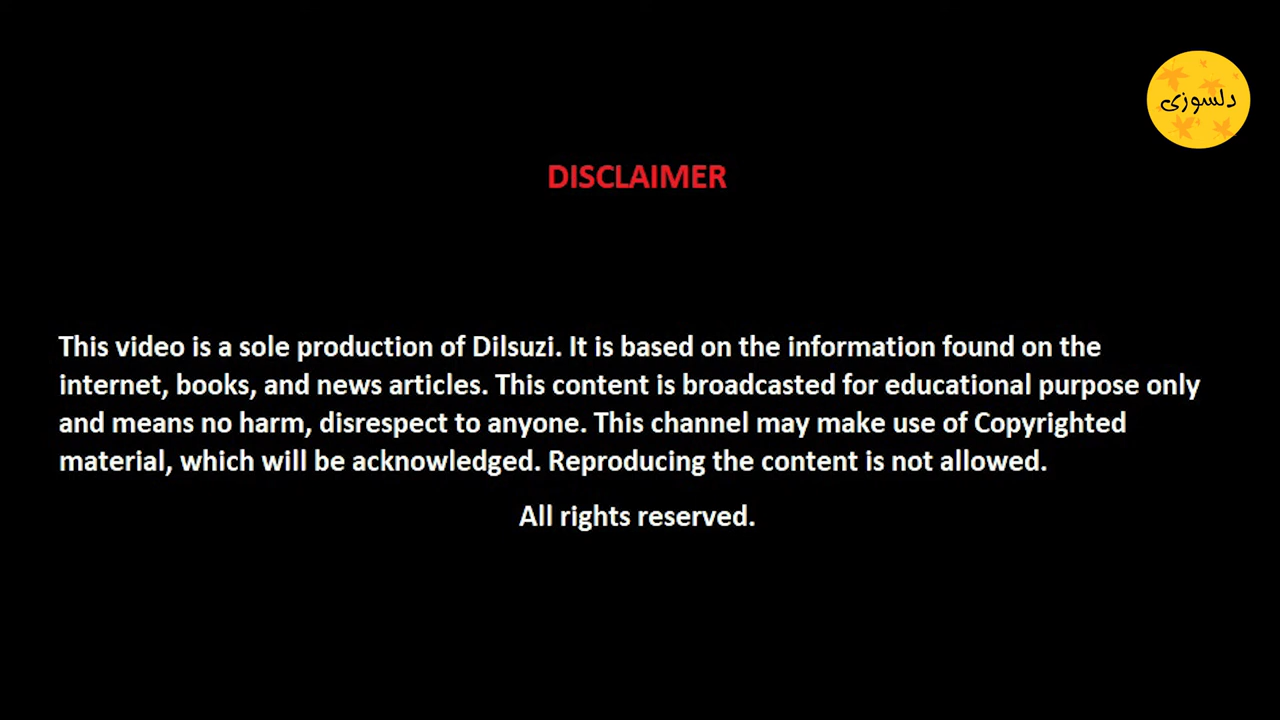 دلسوزی
DISCLAIMER
This video is a sole production of Dilsuzi. It is based on the information found on the
internet, books, and news articles. This content is broadcasted for educational purpose only
and means no harm, disrespect to anyone. This channel may make use of Copyrighted
material, which will be acknowledged. Reproducing the content is not allowed.
All rights reserved.